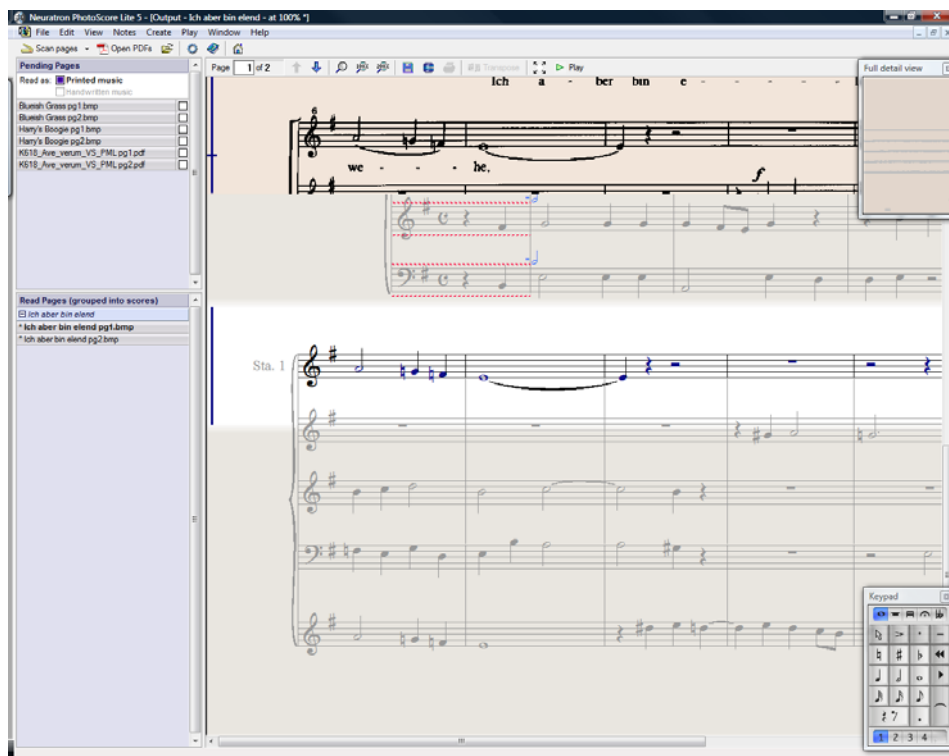 Neuratron PhotoScore Lite 5 - [Output - Ich aber bin elend - at 100% *]
File Edit View Notes Create Play Window Help
Scan pages Open PDFs
Pending Pages
Read as: Printed music
Handwritten music
Blueish Grass pg1.bmp
Blueish Grass pg2.bmp
Harry's Boogie pg1.bmp
Harry's Boogie pg2.bmp
K618_Ave_verum_VS_PML pg1.pdf
K618_Ave_verum_VS_PML pg2.pdf
Read Pages (grouped into scores)
Ich aber bin elend
* Ich aber bin elend pg1.bmp
* Ich aber bin elend pg2.bmp
Page 1 of 2 Transpose Play
Full detail view
Ich a - ber bin e - - - -
6
we - - - he,
f
Sta. 1
Keypad
1 2 3 4